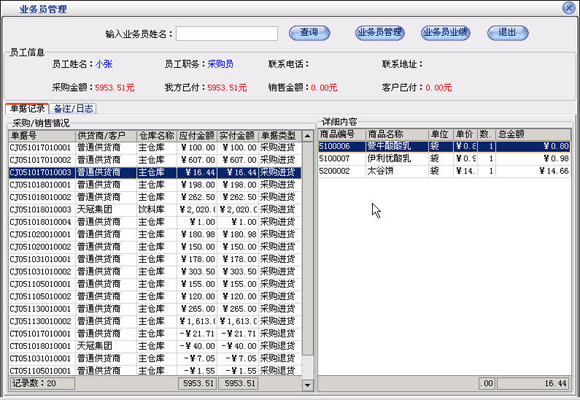 业务员管理
输入业务员姓名： 查询 业务员管理 业务员业绩 退出
员工信息
员工姓名：小张 员工职务：采购员 联系电话： 联系地址：
采购金额：5953.51元 我方已付：5953.51元 销售金额：0.00元 客户已付：0.00元
单据记录 备注/日志
采购/销售情况
单据号 供货商/客户 仓库名称 应付金额 实付金额 单据类型
CJ051017010001 普通供货商 主仓库 ￥100.00 ￥100.00 采购进货
CJ051017010002 普通供货商 主仓库 ￥607.00 ￥607.00 采购进货
CJ051017010003 普通供货商 主仓库 ￥16.44 ￥16.44 采购进货
CJ051018010001 普通供货商 主仓库 ￥198.00 ￥198.00 采购进货
CJ051018010002 普通供货商 主仓库 ￥262.50 ￥262.50 采购进货
CJ051018010003 天冠集团 饮料库 ￥2,020.0 ￥2,020.0 采购进货
CJ051018010004 普通供货商 主仓库 ￥1.00 ￥1.00 采购进货
CJ051020010001 普通供货商 主仓库 ￥180.98 ￥180.98 采购进货
CJ051020010002 普通供货商 主仓库 ￥150.00 ￥150.00 采购进货
CJ051031010001 普通供货商 主仓库 ￥178.00 ￥178.00 采购进货
CJ051031010002 普通供货商 主仓库 ￥303.50 ￥303.50 采购进货
CJ051105010001 普通供货商 主仓库 ￥155.00 ￥155.00 采购进货
CJ051105010002 普通供货商 主仓库 ￥120.00 ￥120.00 采购进货
CJ051130010001 普通供货商 主仓库 ￥265.00 ￥265.00 采购进货
CJ051130010002 普通供货商 主仓库 ￥1,613.0 ￥1,613.0 采购进货
CT051017010001 普通供货商 主仓库 -￥21.71 -￥21.71 采购退货
CT051018010001 天冠集团 主仓库 -￥40.00 -￥40.00 采购退货
CT051031010001 普通供货商 主仓库 -￥7.05 -￥7.05 采购退货
CT051105010001 普通供货商 主仓库 -￥1.55 -￥1.55 采购退货
记录数：20 5953.51 5953.51
详细内容
商品编号 商品名称 单位 单价 数. 总金额
5100006 蒙牛酸酸乳 袋 ￥0.8 1
5100007 伊利优酸乳 袋 ￥0.9 1 ￥0.98
5200002 太谷饼 袋 ￥14. 1 ￥14.66
.00 16.44